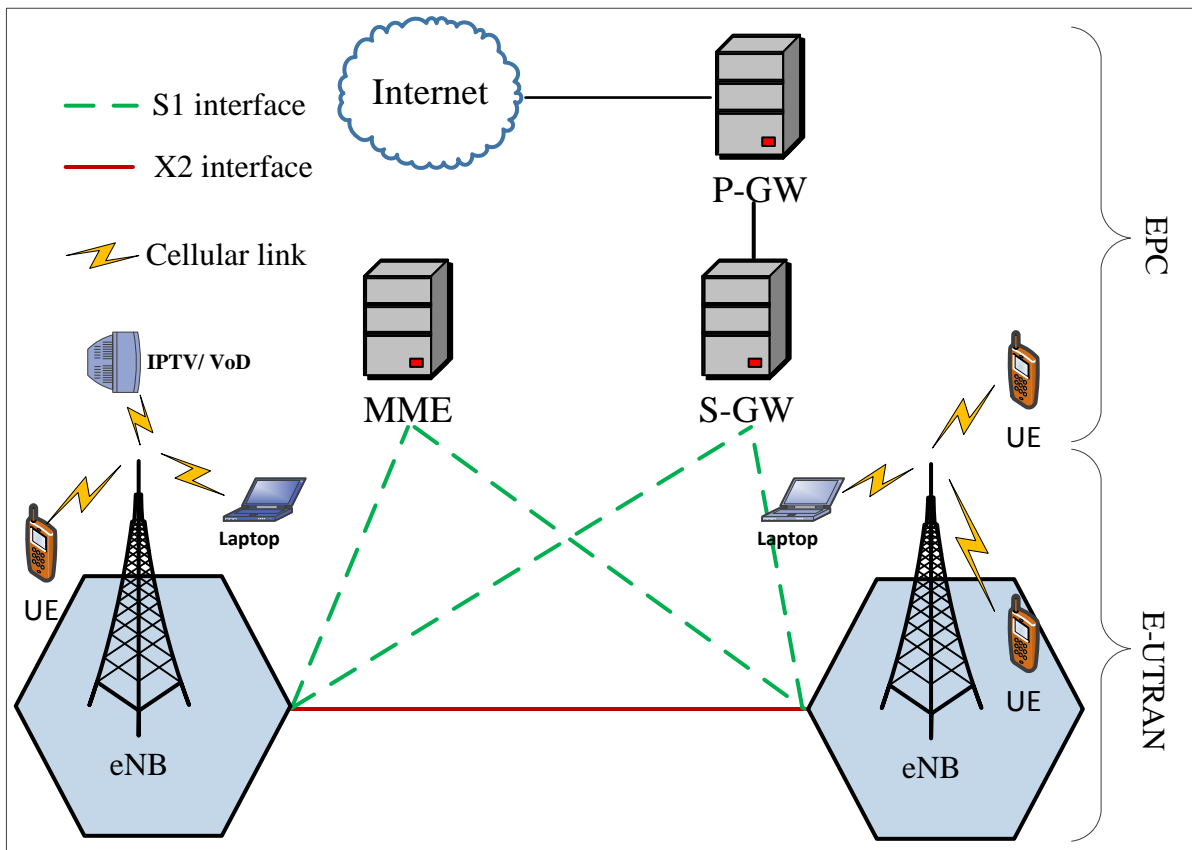 Internet
S1 interface
X2 interface
P-GW
Cellular link
EPC
IPTV/ VoD
MME
S-GW
UE
Laptop
Laptop
UE
UE
E-UTRAN
eNB
eNB